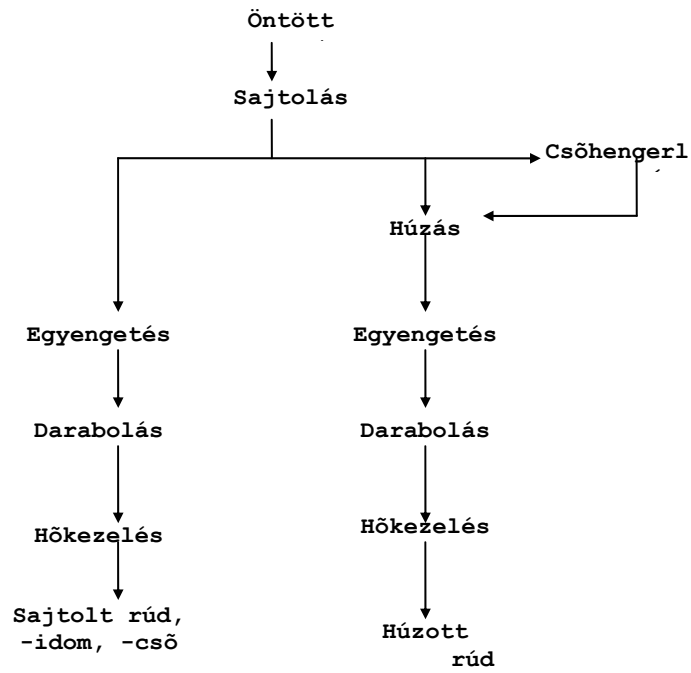 Öntött
Sajtolás
Csõhengerl
Húzás
Egyengetés
Egyengetés
Darabolás
Darabolás
Hõkezelés
Hõkezelés
Sajtolt rúd,
-idom, -csõ
Húzott
rúd